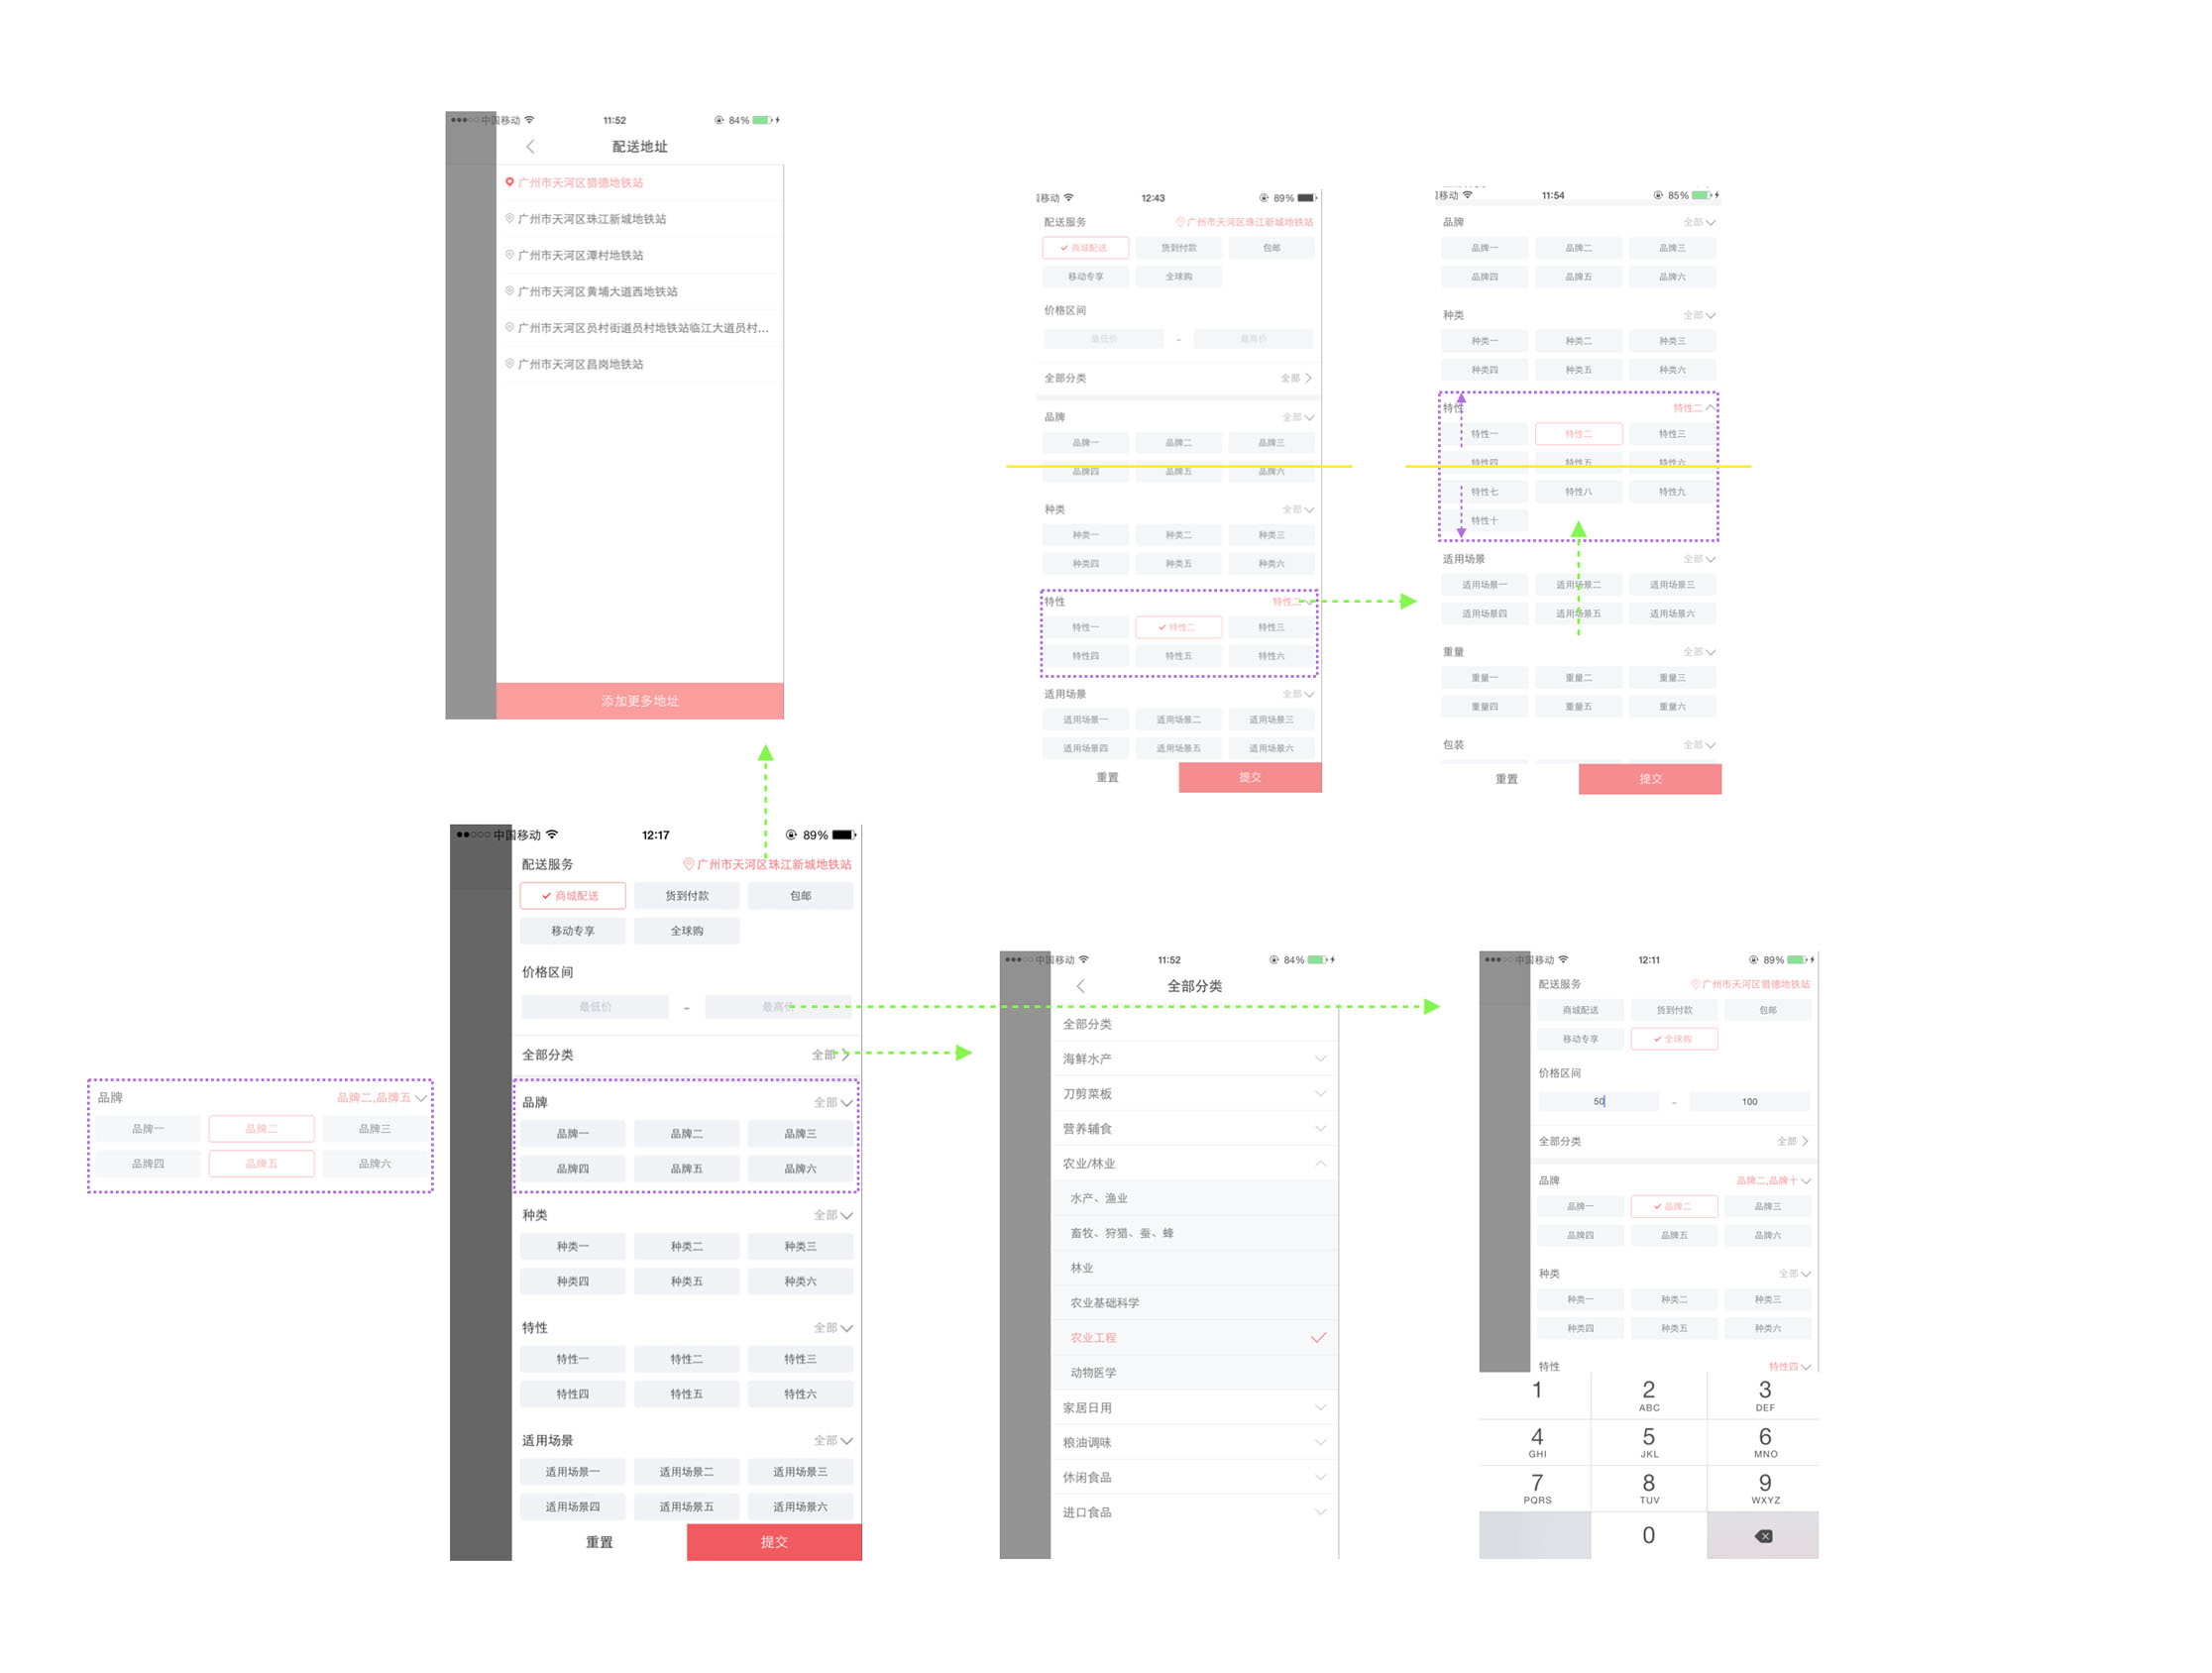 中国移动 11:52 84%
配送地址
广州市天河区猎德地铁站
广州市天河区珠江新城地铁站
广州市天河区潭村地铁站
广州市天河区黄埔大道西地铁站
广州市天河区员村街道员村地铁站临江大道员村...
广州市天河区昌岗地铁站
添加更多地址
移动 12:43 89%
配送服务 广州市天河区珠江新城地铁站
商城配送 货到付款 包邮
移动专享 全球购
价格区间
最低价 - 最高价
全部分类 全部
品牌 全部
品牌一 品牌二 品牌三
品牌四 品牌五 品牌六
种类 全部
种类一 种类二 种类三
种类四 种类五 种类六
特性 特性二
特性一 特性二 特性三
特性四 特性五 特性六
适用场景 全部
适用场景一 适用场景二 适用场景三
适用场景四 适用场景五 适用场景六
重置 提交
移动 11:54 85%
品牌 全部
品牌一 品牌二 品牌三
品牌四 品牌五 品牌六
种类 全部
种类一 种类二 种类三
种类四 种类五 种类六
特性 特性二
特性一 特性二 特性三
特性四 特性五 特性六
特性七 特性八 特性九
特性十
适用场景 全部
适用场景一 适用场景二 适用场景三
适用场景四 适用场景五 适用场景六
重量 全部
重量一 重量二 重量三
重量四 重量五 重量六
包装 全部
重置 提交
品牌 品牌二,品牌五
品牌一 品牌二 品牌三
品牌四 品牌五 品牌六
中国移动 12:17 89%
配送服务 广州市天河区珠江新城地铁站
商城配送 货到付款 包邮
移动专享 全球购
价格区间
最低价 - 最高价
全部分类 全部
品牌 全部
品牌一 品牌二 品牌三
品牌四 品牌五 品牌六
种类 全部
种类一 种类二 种类三
种类四 种类五 种类六
特性 全部
特性一 特性二 特性三
特性四 特性五 特性六
适用场景 全部
适用场景一 适用场景二 适用场景三
适用场景四 适用场景五 适用场景六
重置 提交
中国移动 11:52 84%
全部分类
全部分类
海鲜水产
刀剪菜板
营养辅食
农业/林业
水产、渔业
畜牧、狩猎、蚕、蜂
林业
农业基础科学
农业工程
动物医学
家居日用
粮油调味
休闲食品
进口食品
中国移动 12:11 89%
配送服务 广州市天河区猎德地铁站
商城配送 货到付款 包邮
移动专享 全球购
价格区间
50 - 100
全部分类 全部
品牌 品牌二,品牌十
品牌一 品牌二 品牌三
品牌四 品牌五 品牌六
种类 全部
种类一 种类二 种类三
种类四 种类五 种类六
特性 特性四
1 2 3
ABC DEF
4 5 6
GHI JKL MNO
7 8 9
PQRS TUV WXYZ
0